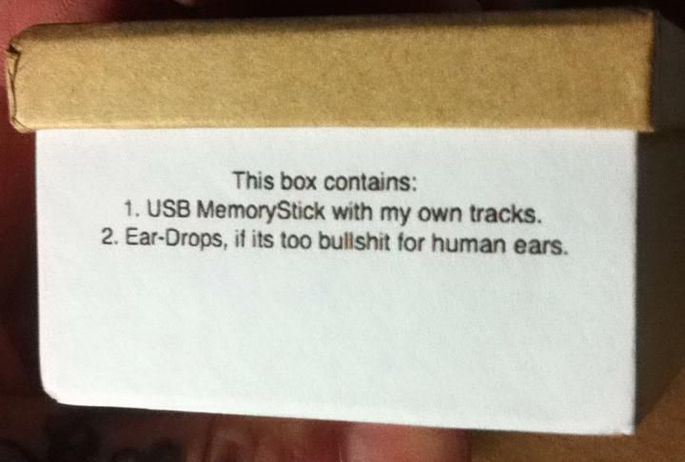 This box contains:
1. USB MemoryStick with my own tracks.
2. Ear-Drops, if its too bullshit for human ears.